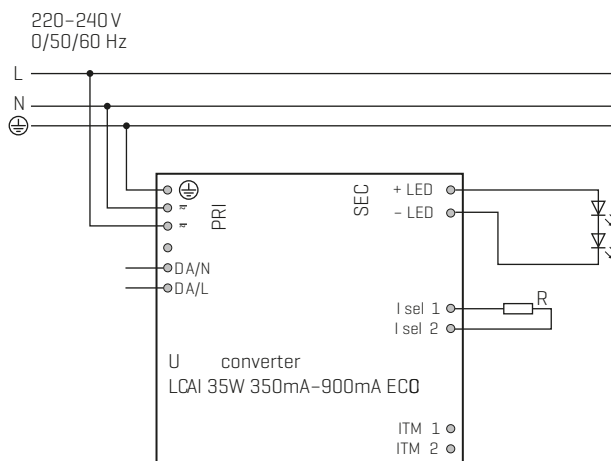 220–240 V
0/50/60 Hz
L
N
PRI
SEC
+ LED
– LED
DA/N
DA/L
I sel 1
R
I sel 2
U converter
LCAI 35W 350mA–900mA ECO
ITM 1
ITM 2